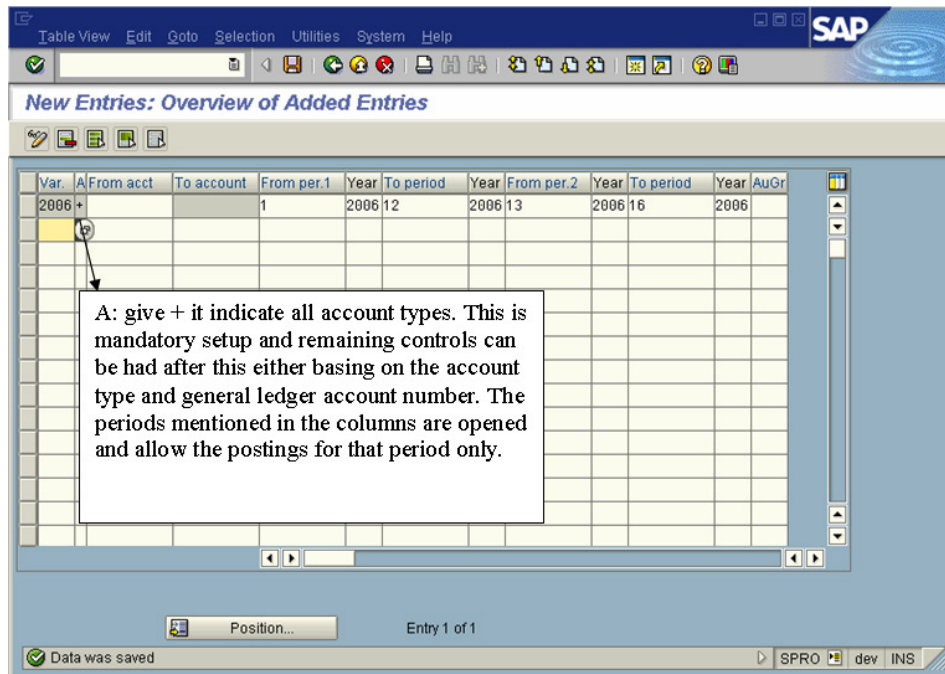 Table View Edit Goto Selection Utilities System Help
SAP
New Entries: Overview of Added Entries
Var. A From acct To account From per.1 Year To period Year From per.2 Year To period Year AuGr
2006 + 1 2006 12 2006 13 2006 16 2006
A: give + it indicate all account types. This is
mandatory setup and remaining controls can
be had after this either basing on the account
type and general ledger account number. The
periods mentioned in the columns are opened
and allow the postings for that period only.
Position... Entry 1 of 1
Data was saved SPRO dev INS